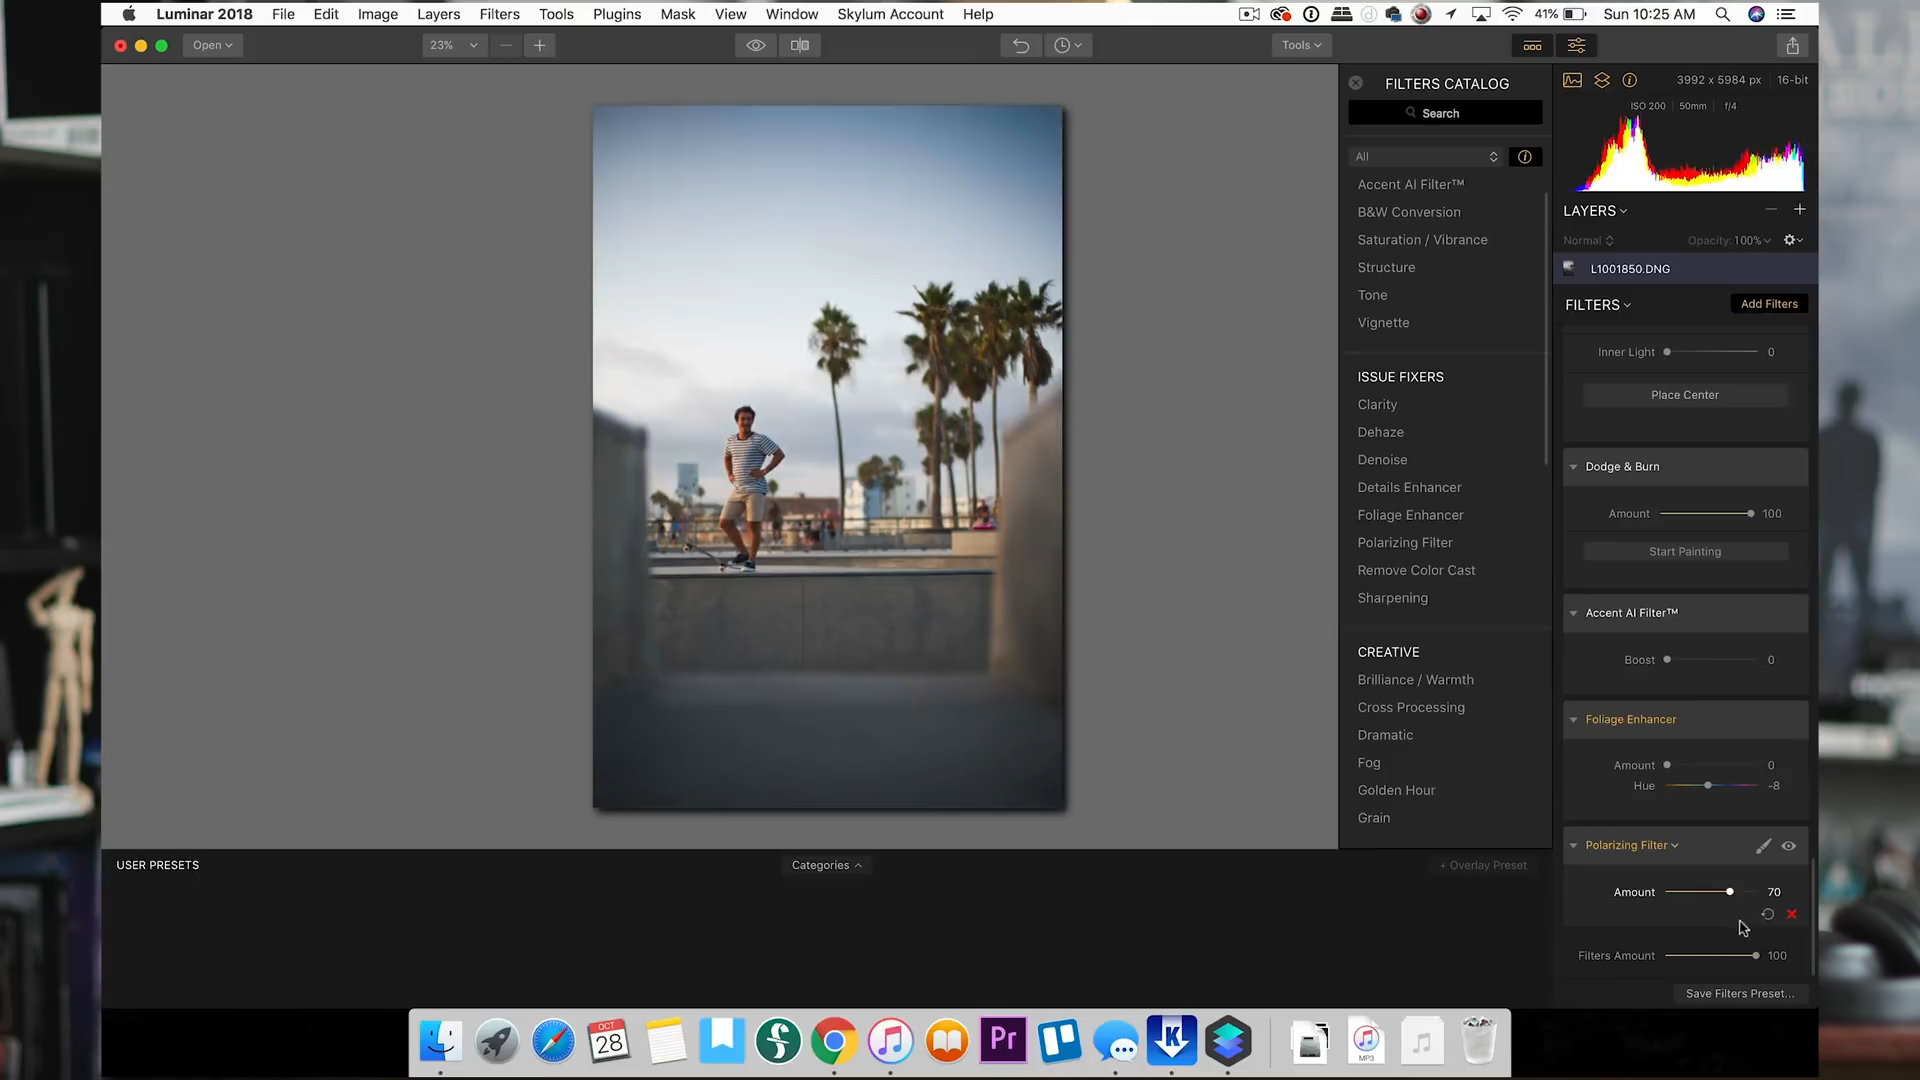 Luminar 2018 File Edit Image Layers Filters Tools Plugins Mask View Window Skylum Account Help 41% Sun 10:25 AM
Open 23% Tools
FILTERS CATALOG
Search
All
Accent AI Filter™
B&W Conversion
Saturation / Vibrance
Structure
Tone
Vignette
ISSUE FIXERS
Clarity
Dehaze
Denoise
Details Enhancer
Foliage Enhancer
Polarizing Filter
Remove Color Cast
Sharpening
CREATIVE
Brilliance / Warmth
Cross Processing
Dramatic
Fog
Golden Hour
Grain
3992 x 5984 px 16-bit
ISO 200 50mm f/4
LAYERS
Normal Opacity: 100%
L1001850.DNG
FILTERS Add Filters
Inner Light 0
Place Center
Dodge & Burn
Amount 100
Start Painting
Accent AI Filter™
Boost 0
Foliage Enhancer
Amount 0
Hue -8
Polarizing Filter
Amount 70
Filters Amount 100
Save Filters Preset...
USER PRESETS Categories + Overlay Preset
OCT
28
Pr
K
MP3